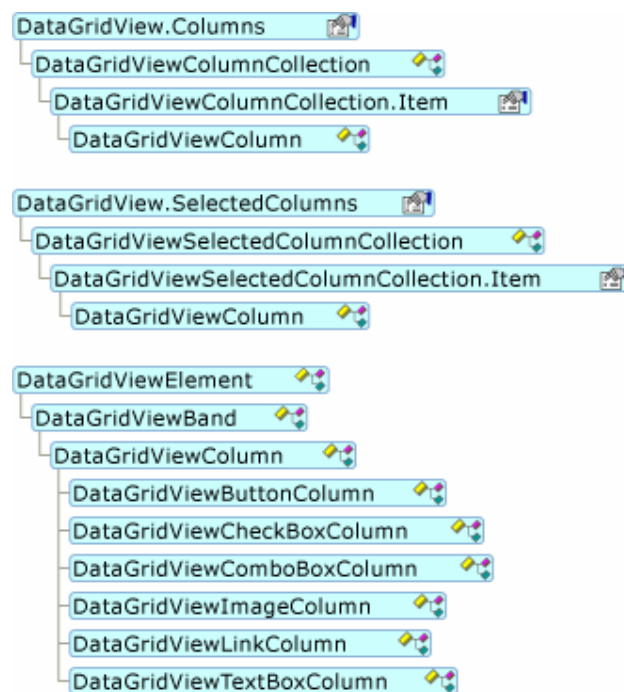 DataGridView.Columns
DataGridViewColumnCollection
DataGridViewColumnCollection.Item
DataGridViewColumn
DataGridView.SelectedColumns
DataGridViewSelectedColumnCollection
DataGridViewSelectedColumnCollection.Item
DataGridViewColumn
DataGridViewElement
DataGridViewBand
DataGridViewColumn
DataGridViewButtonColumn
DataGridViewCheckBoxColumn
DataGridViewComboBoxColumn
DataGridViewImageColumn
DataGridViewLinkColumn
DataGridViewTextBoxColumn